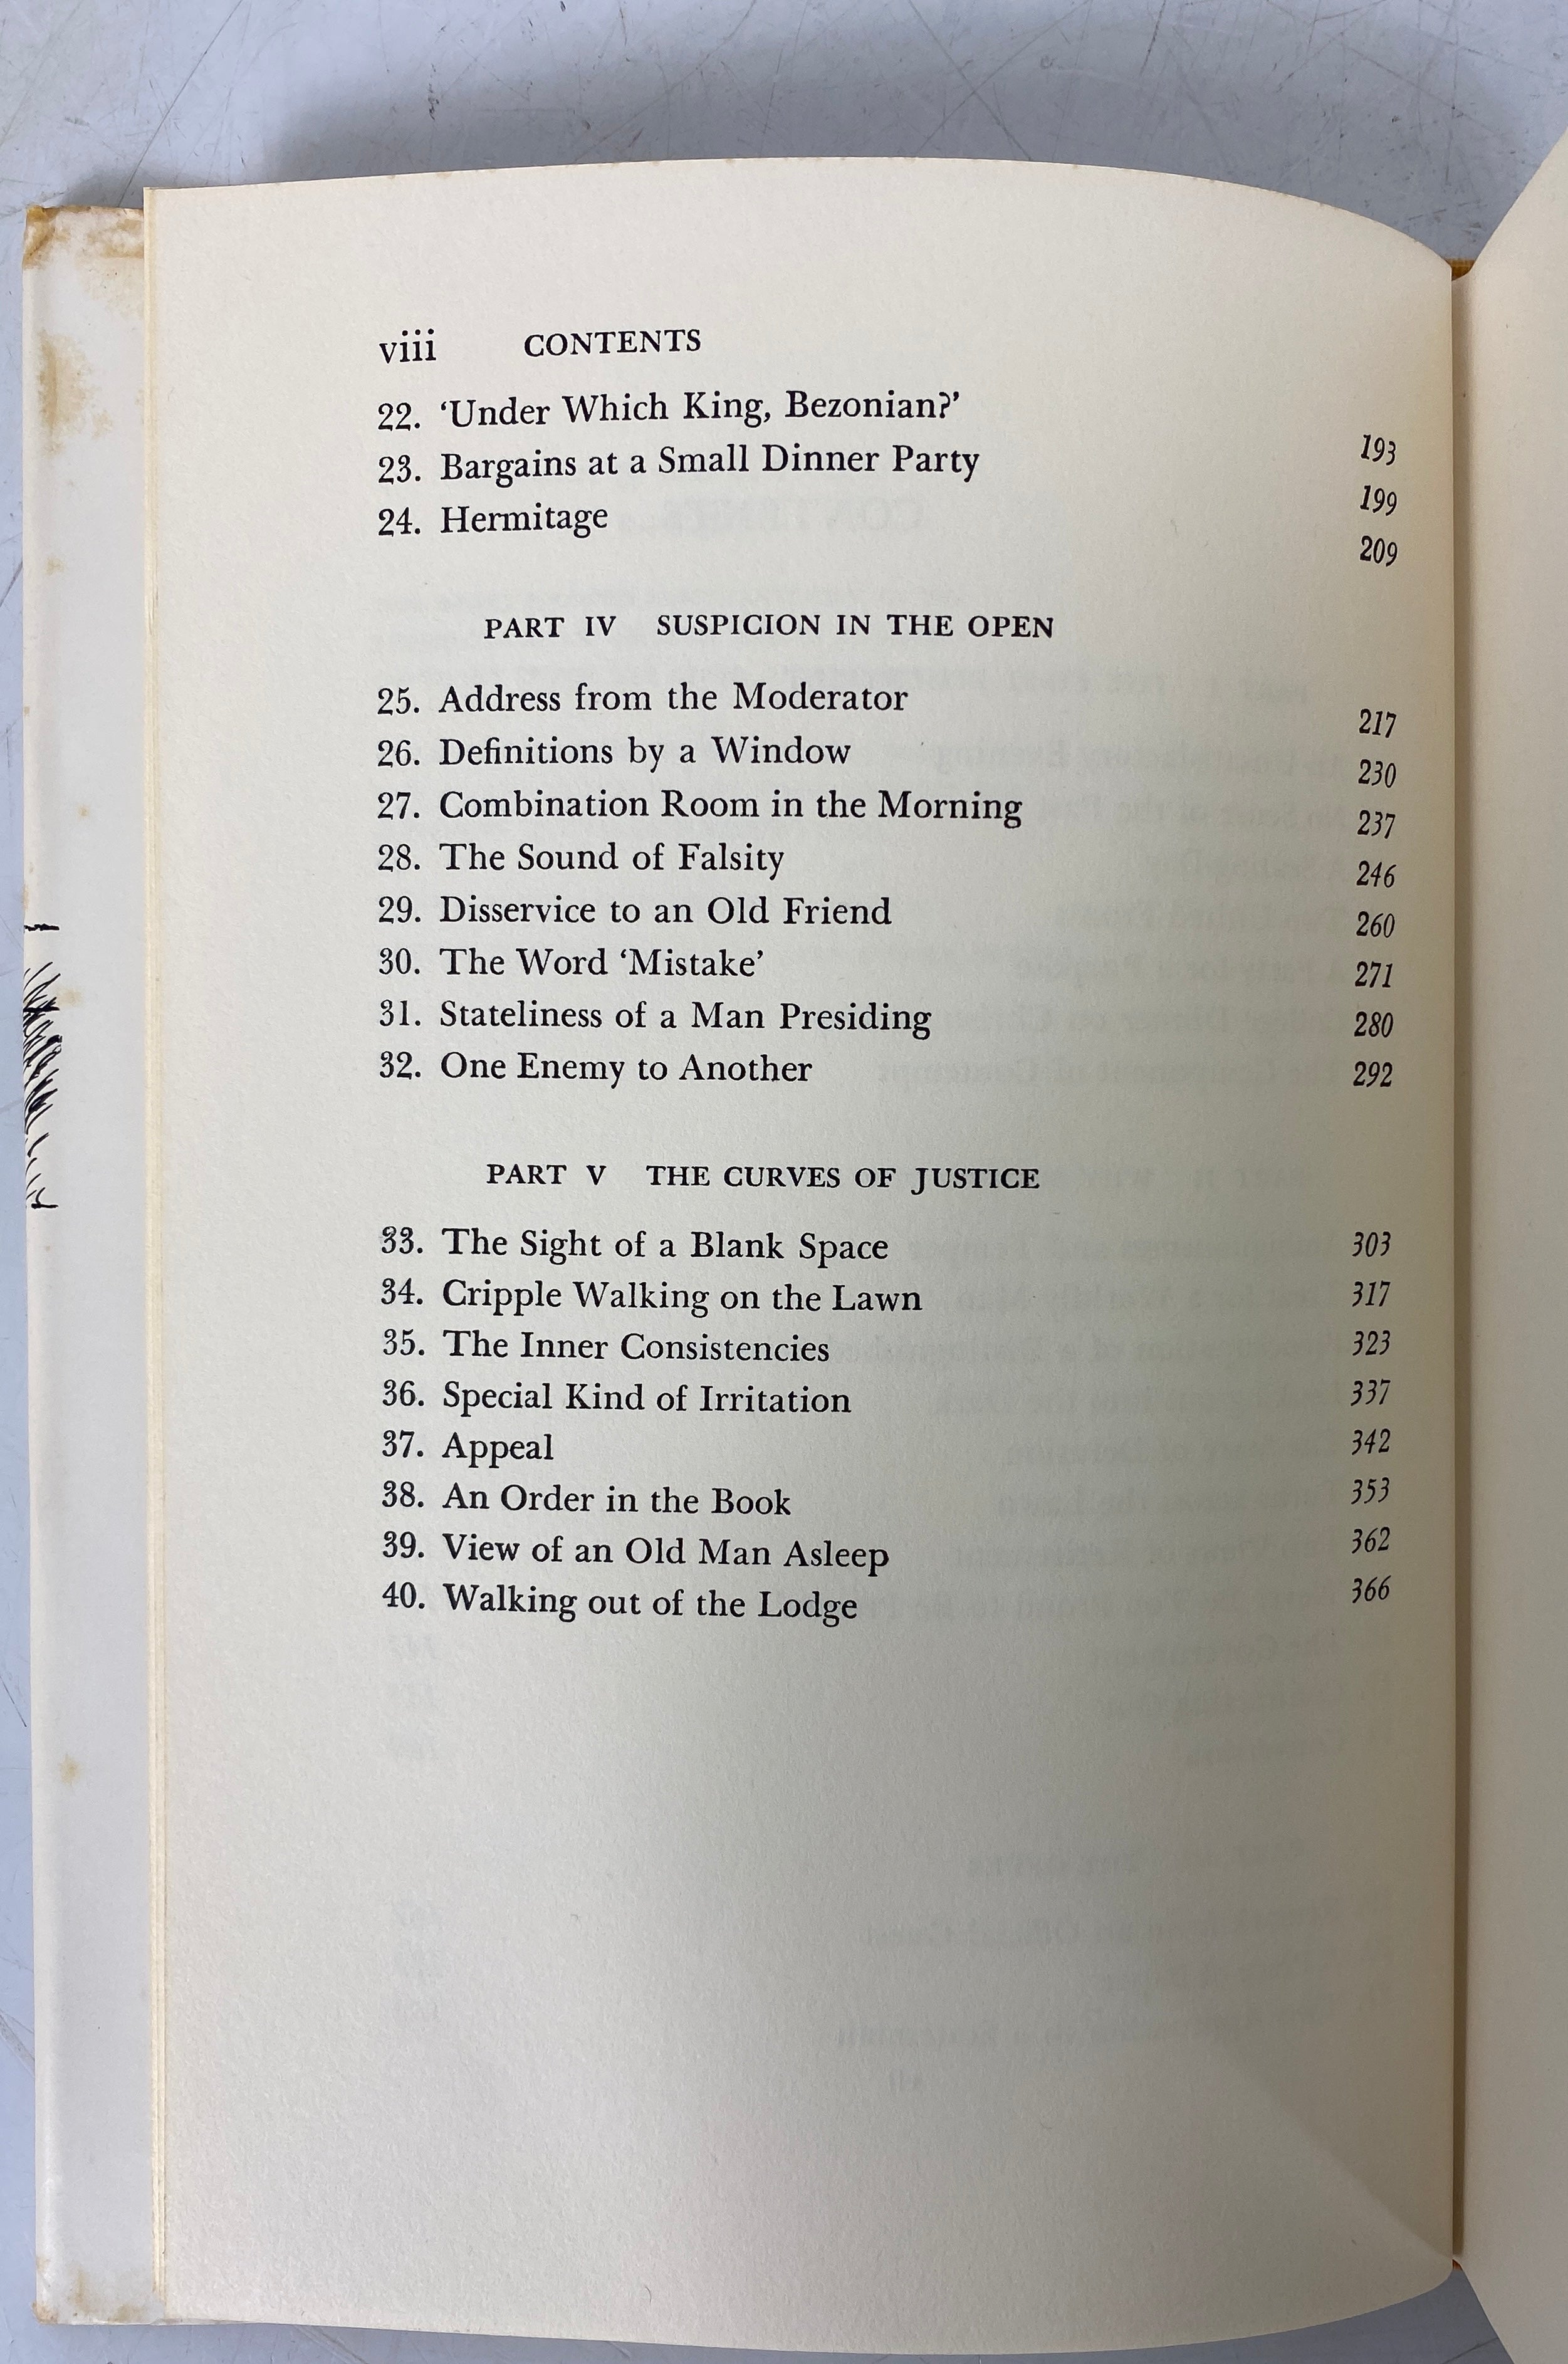 viii CONTENTS
22. ‘Under Which King, Bezonian?’ 193
23. Bargains at a Small Dinner Party 199
24. Hermitage 209
PART IV SUSPICION IN THE OPEN
25. Address from the Moderator 217
26. Definitions by a Window 230
27. Combination Room in the Morning 237
28. The Sound of Falsity 246
29. Disservice to an Old Friend 260
30. The Word ‘Mistake’ 271
31. Stateliness of a Man Presiding 280
32. One Enemy to Another 292
PART V THE CURVES OF JUSTICE
33. The Sight of a Blank Space 303
34. Cripple Walking on the Lawn 317
35. The Inner Consistencies 323
36. Special Kind of Irritation 337
37. Appeal 342
38. An Order in the Book 353
39. View of an Old Man Asleep 362
40. Walking out of the Lodge 366